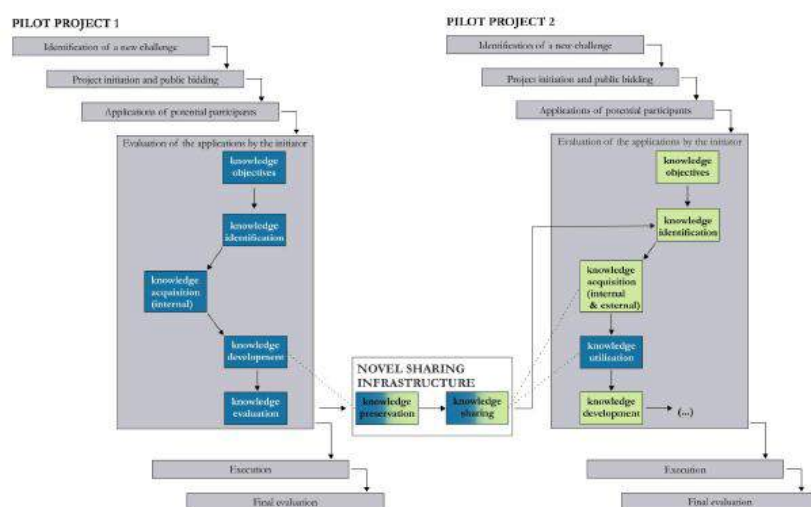 PILOT PROJECT 1
Identification of a new challenge
Project initiation and public bidding
Applications of potential participants
Evaluation of the applications by the initiator
knowledge
objectives
knowledge
identification
knowledge
acquisition
(internal)
knowledge
development
knowledge
evaluation
Execution
Final evaluation
NOVEL SHARING
INFRASTRUCTURE
knowledge
preservation
knowledge
sharing
PILOT PROJECT 2
Identification of a new challenge
Project initiation and public bidding
Applications of potential participants
Evaluation of the applications by the initiator
knowledge
objectives
knowledge
identification
knowledge
acquisition
(internal
& external)
knowledge
utilisation
knowledge
development
(...)
Execution
Final evaluation